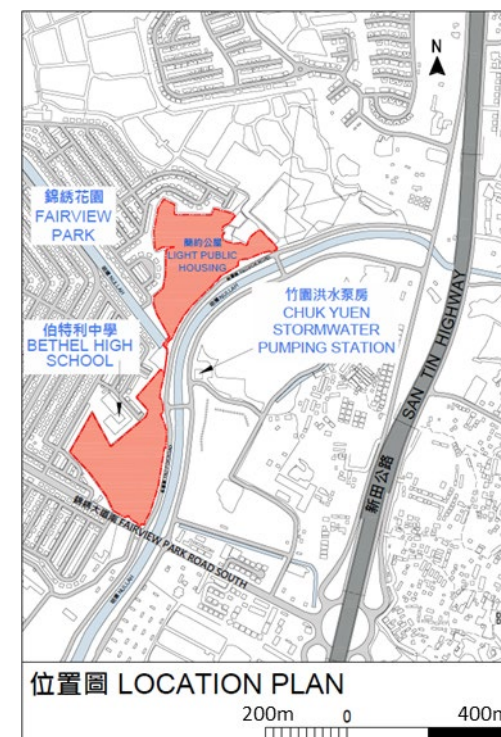 N
錦綉花園
FAIRVIEW
PARK
簡約公屋
LIGHT PUBLIC
HOUSING
伯特利中學
BETHEL HIGH
SCHOOL
竹園洪水泵房
CHUK YUEN
STORMWATER
PUMPING STATION
新田公路 SAN TIN HIGHWAY
錦綉大道南 FAIRVIEW PARK ROAD SOUTH
位置圖 LOCATION PLAN
200m 0 400m